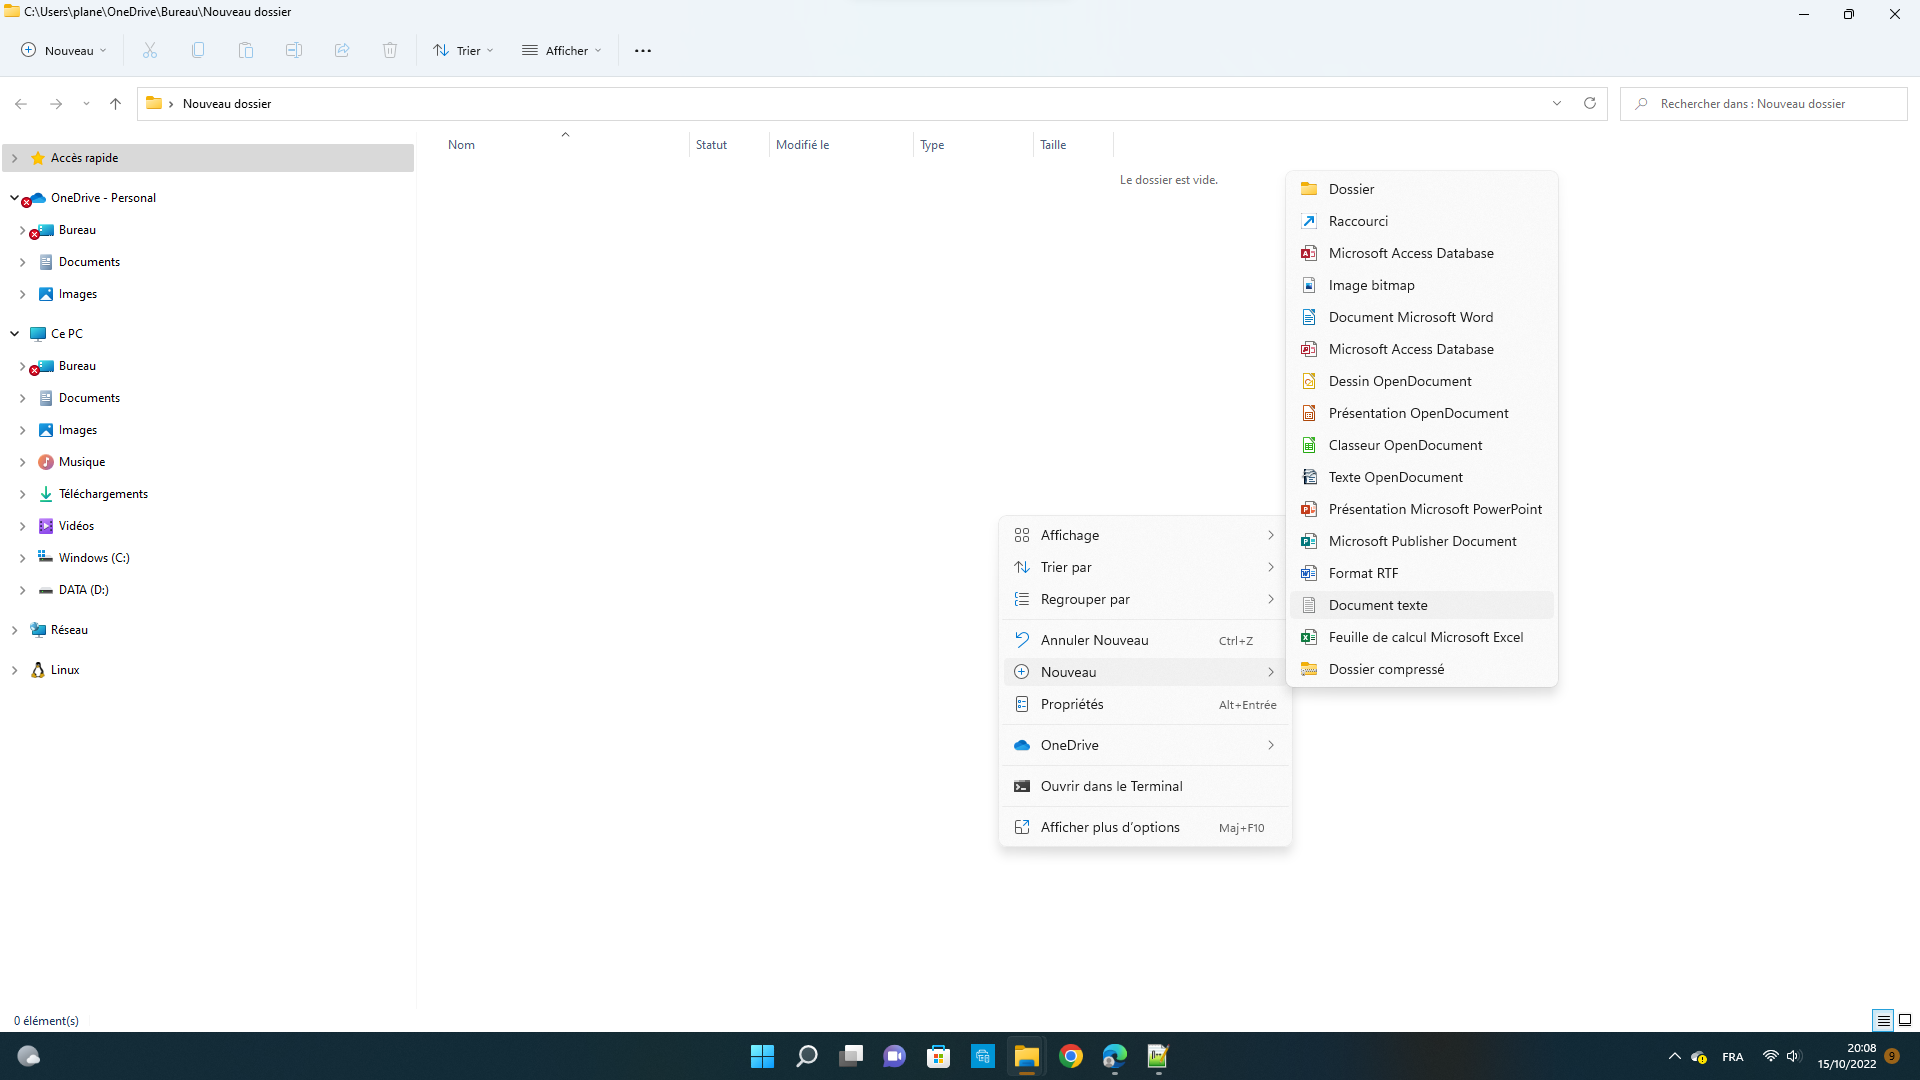 C:\Users\plane\OneDrive\Bureau\Nouveau dossier
Nouveau
Trier
Afficher
Nouveau dossier
Rechercher dans : Nouveau dossier
Nom
Statut
Modifié le
Type
Taille
Le dossier est vide.
Accès rapide
OneDrive - Personal
Bureau
Documents
Images
Ce PC
Bureau
Documents
Images
Musique
Téléchargements
Vidéos
Windows (C:)
DATA (D:)
Réseau
Linux
Affichage
Trier par
Regrouper par
Annuler Nouveau Ctrl+Z
Nouveau
Propriétés Alt+Entrée
OneDrive
Ouvrir dans le Terminal
Afficher plus d'options Maj+F10
Dossier
Raccourci
Microsoft Access Database
Image bitmap
Document Microsoft Word
Microsoft Access Database
Dessin OpenDocument
Présentation OpenDocument
Classeur OpenDocument
Texte OpenDocument
Présentation Microsoft PowerPoint
Microsoft Publisher Document
Format RTF
Document texte
Feuille de calcul Microsoft Excel
Dossier compressé
0 élément(s)
FRA
20:08
15/10/2022
9